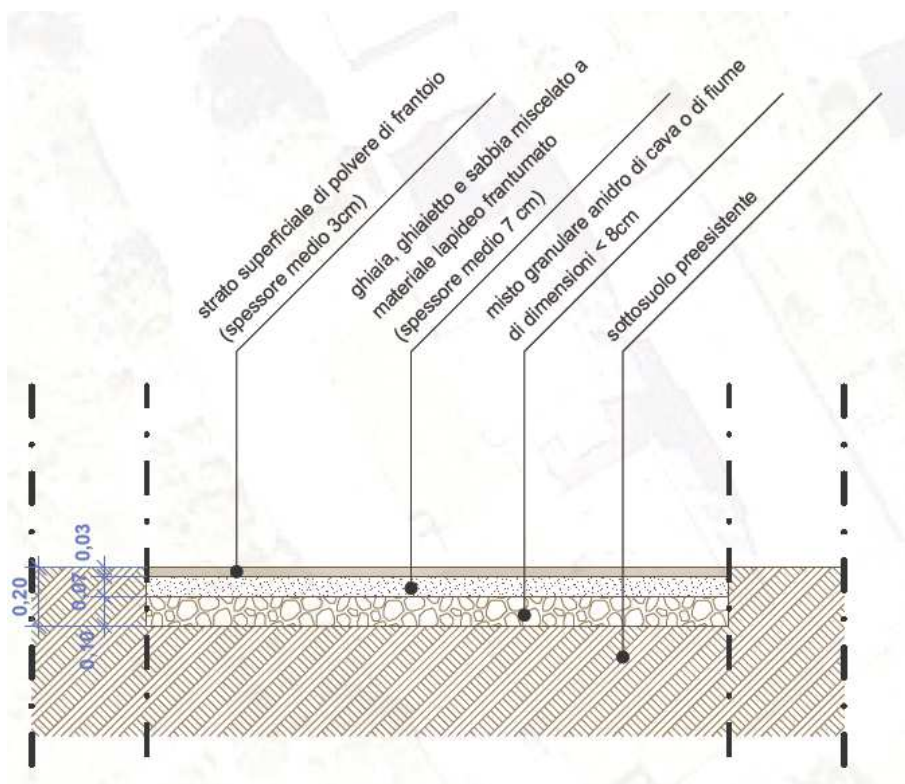 strato superficiale di polvere di frantoio
(spessore medio 3cm)
ghiaia, ghiaietto e sabbia miscelato a
materiale lapideo frantumato
(spessore medio 7 cm)
misto granulare anidro di cava o di fiume
di dimensioni < 8cm
sottosuolo preesistente
0,03
0,07
0,20
0,10